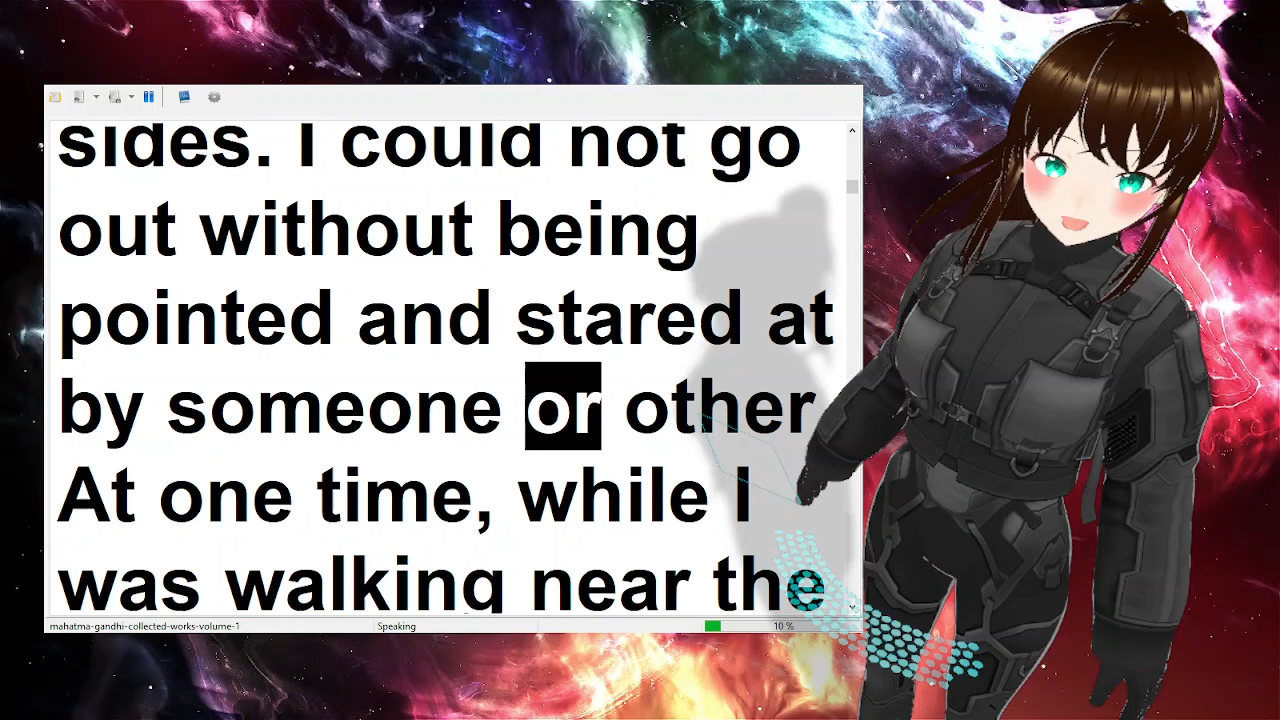 sides. I could not go
out without being
pointed and stared at
by someone or other
At one time, while I
was walking near the
mahatma-gandhi-collected-works-volume-1
Speaking
10 %